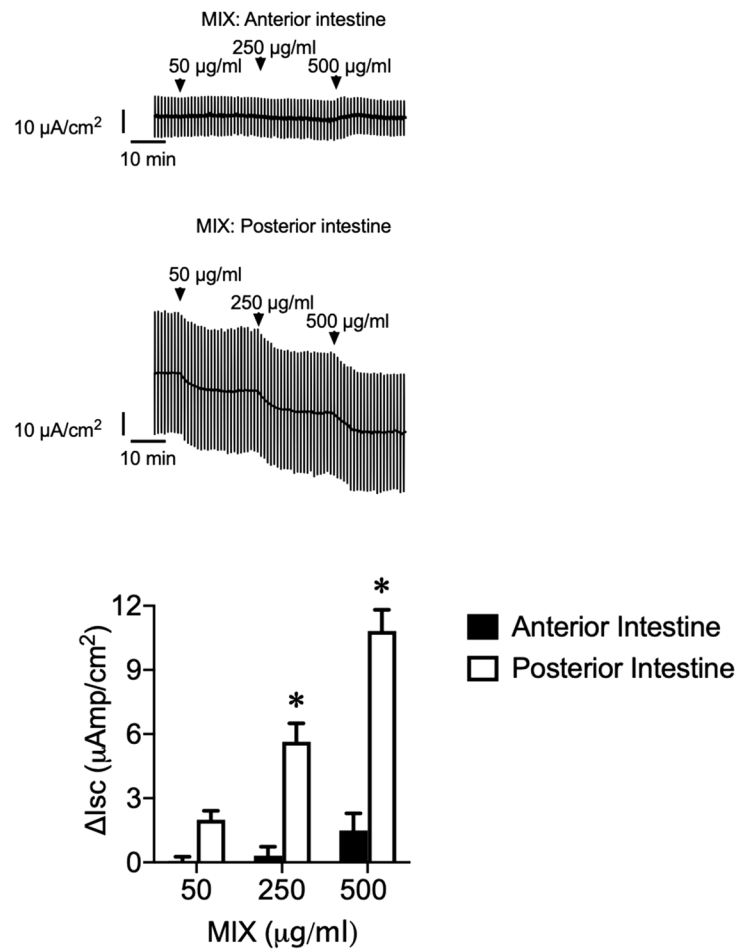 MIX: Anterior intestine
250 µg/ml
50 µg/ml
500 µg/ml
10 µA/cm²
10 min
MIX: Posterior intestine
50 µg/ml
250 µg/ml
500 µg/ml
10 µA/cm²
10 min
*
*
12
9
6
3
0
ΔIsc (µAmp/cm²)
Anterior Intestine
Posterior Intestine
50 250 500
MIX (µg/ml)